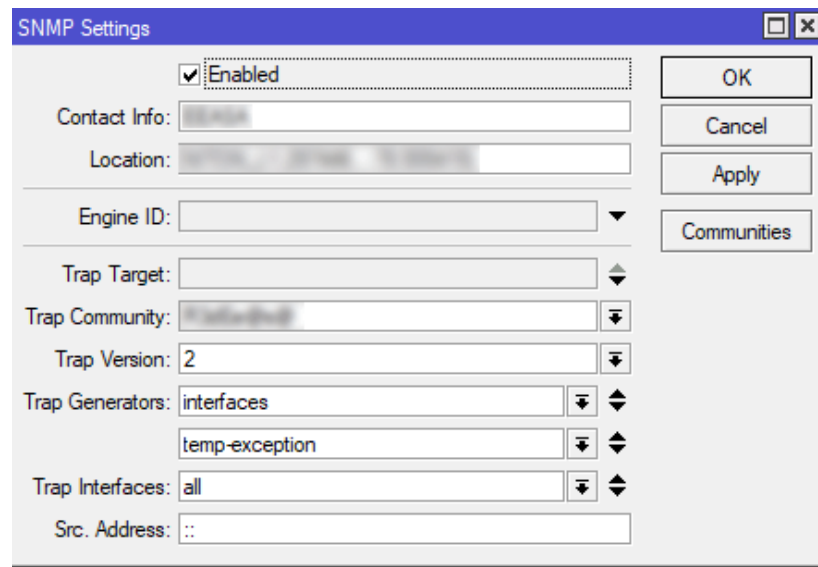 SNMP Settings
Enabled
OK
Contact Info:
Cancel
Location:
Apply
Engine ID:
Communities
Trap Target:
Trap Community:
Trap Version: 2
Trap Generators: interfaces
temp-exception
Trap Interfaces: all
Src. Address: ::